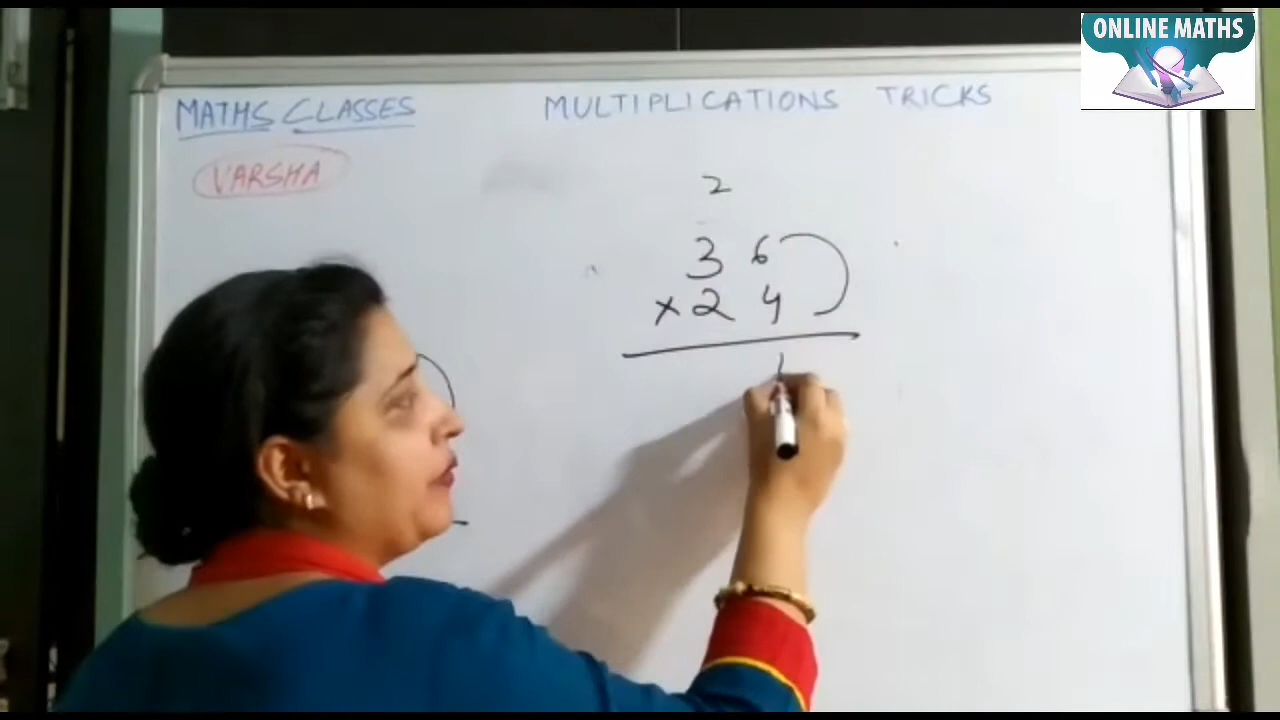 ONLINE MATHS
MATHS CLASSES
MULTIPLICATIONS TRICKS
VARSHA
2
3 6
× 2 4